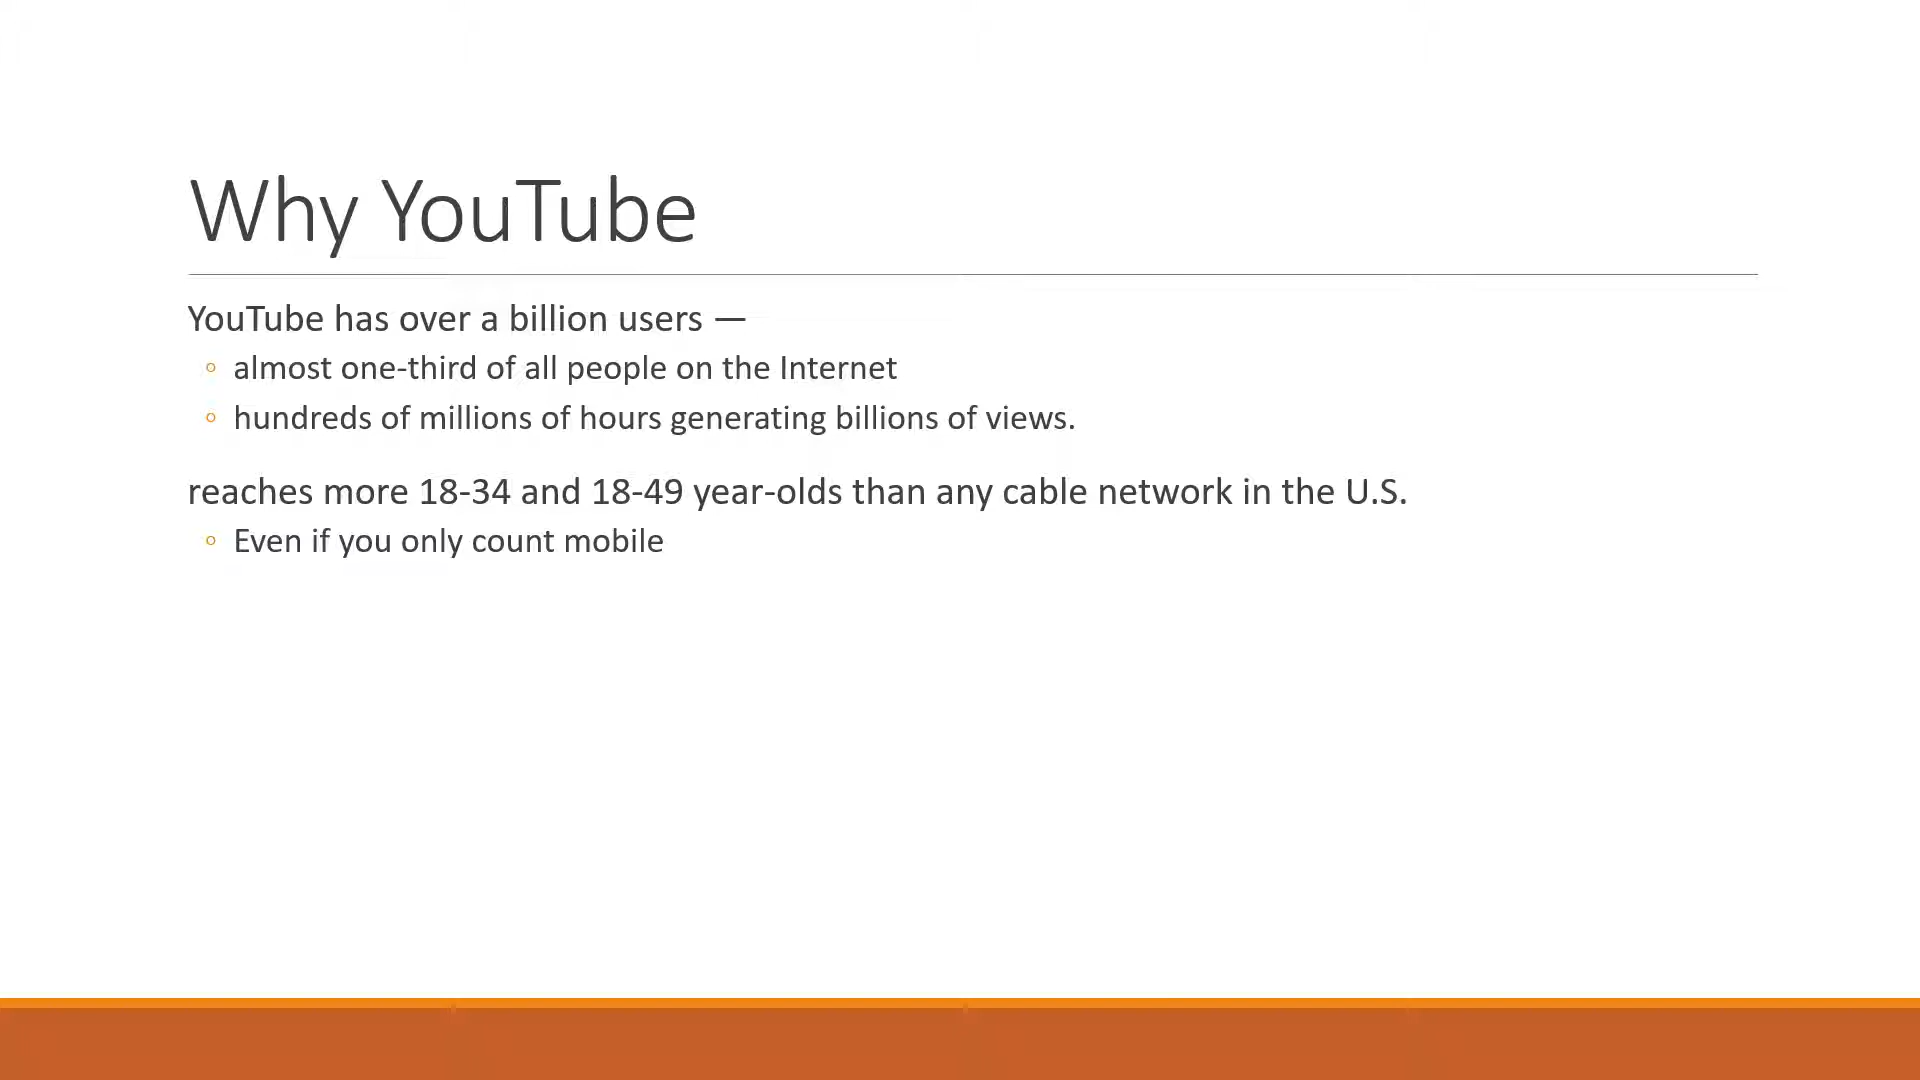 Why YouTube
YouTube has over a billion users —
◦ almost one-third of all people on the Internet
◦ hundreds of millions of hours generating billions of views.
reaches more 18-34 and 18-49 year-olds than any cable network in the U.S.
◦ Even if you only count mobile